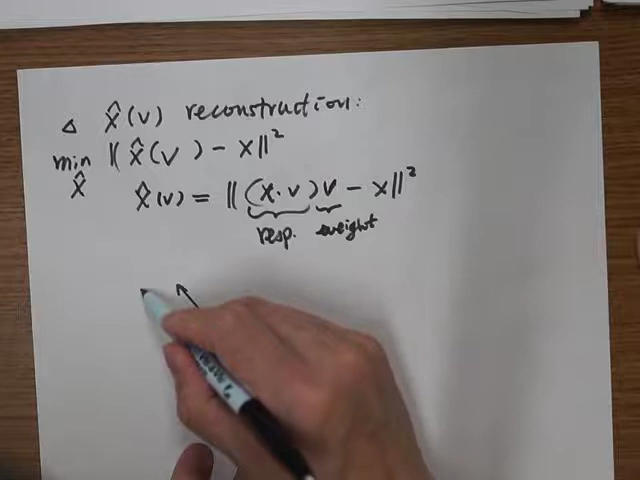 △ x̂(v) reconstruction:
min ‖ x̂(v) - x‖²
x̂
x̂(v) = ‖(x·v)v - x‖²
resp. weight